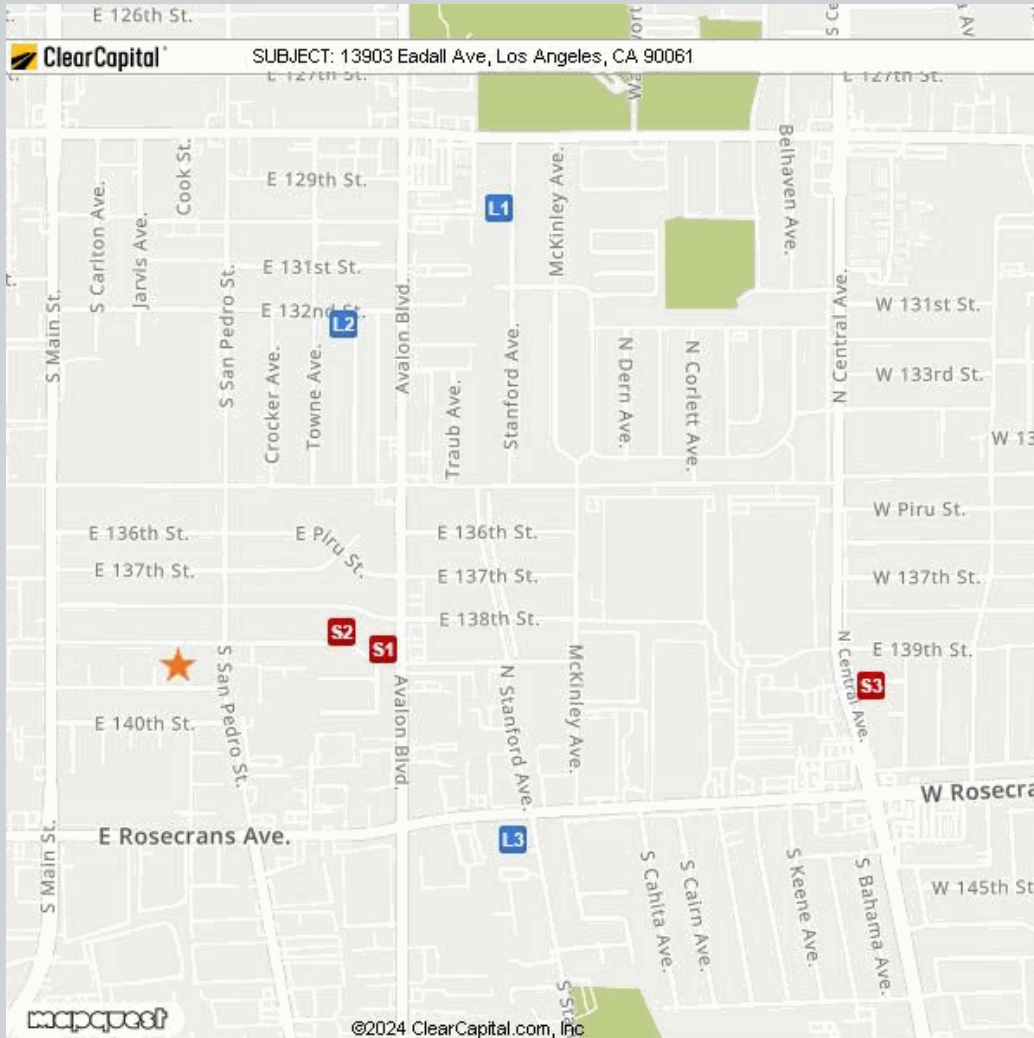 E 126th St.
ClearCapital
SUBJECT: 13903 Eadall Ave, Los Angeles, CA 90061
E 127th St.
E 127th St.
Cook St.
E 129th St.
Belhaven Ave.
McKinley Ave.
L1
S Carlton Ave.
Jarvis Ave.
E 131st St.
S San Pedro St.
Avalon Blvd.
N Central Ave.
W 131st St.
E 132nd St.
L2
S Main St.
Crocker Ave.
Towne Ave.
Traub Ave.
Stanford Ave.
N Dern Ave.
N Corlett Ave.
W 133rd St.
W 13
E 136th St.
E Piru St.
E 136th St.
W Piru St.
E 137th St.
E 137th St.
W 137th St.
E 138th St.
S2
S1
N Central Ave.
E 139th St.
S3
S San Pedro St.
Avalon Blvd.
N Stanford Ave.
McKinley Ave.
E 140th St.
W Rosecra
E Rosecrans Ave.
L3
S Main St.
S Cahita Ave.
S Cairn Ave.
S Keene Ave.
S Bahama Ave.
W 145th St
S Sta
mapquest
©2024 ClearCapital.com, Inc